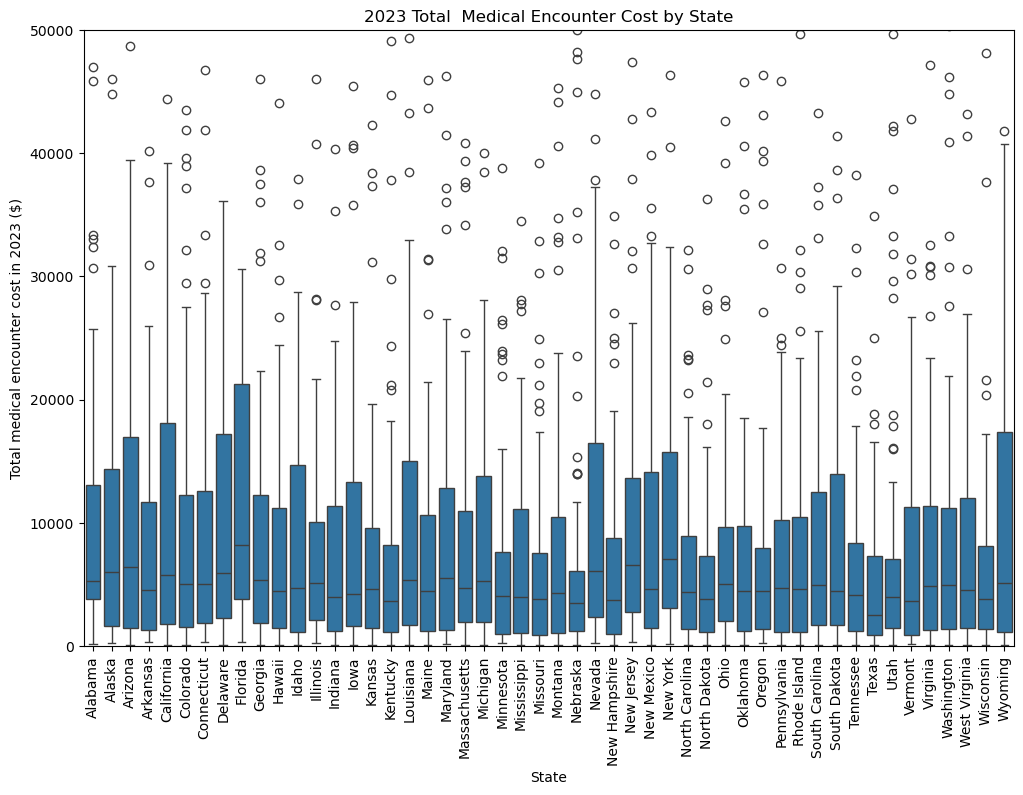 2023 Total  Medical Encounter Cost by State
Total medical encounter cost in 2023 ($)
50000
40000
30000
20000
10000
0
Alabama
Alaska
Arizona
Arkansas
California
Colorado
Connecticut
Delaware
Florida
Georgia
Hawaii
Idaho
Illinois
Indiana
Iowa
Kansas
Kentucky
Louisiana
Maine
Maryland
Massachusetts
Michigan
Minnesota
Mississippi
Missouri
Montana
Nebraska
Nevada
New Hampshire
New Jersey
New Mexico
New York
North Carolina
North Dakota
Ohio
Oklahoma
Oregon
Pennsylvania
Rhode Island
South Carolina
South Dakota
Tennessee
Texas
Utah
Vermont
Virginia
Washington
West Virginia
Wisconsin
Wyoming
State